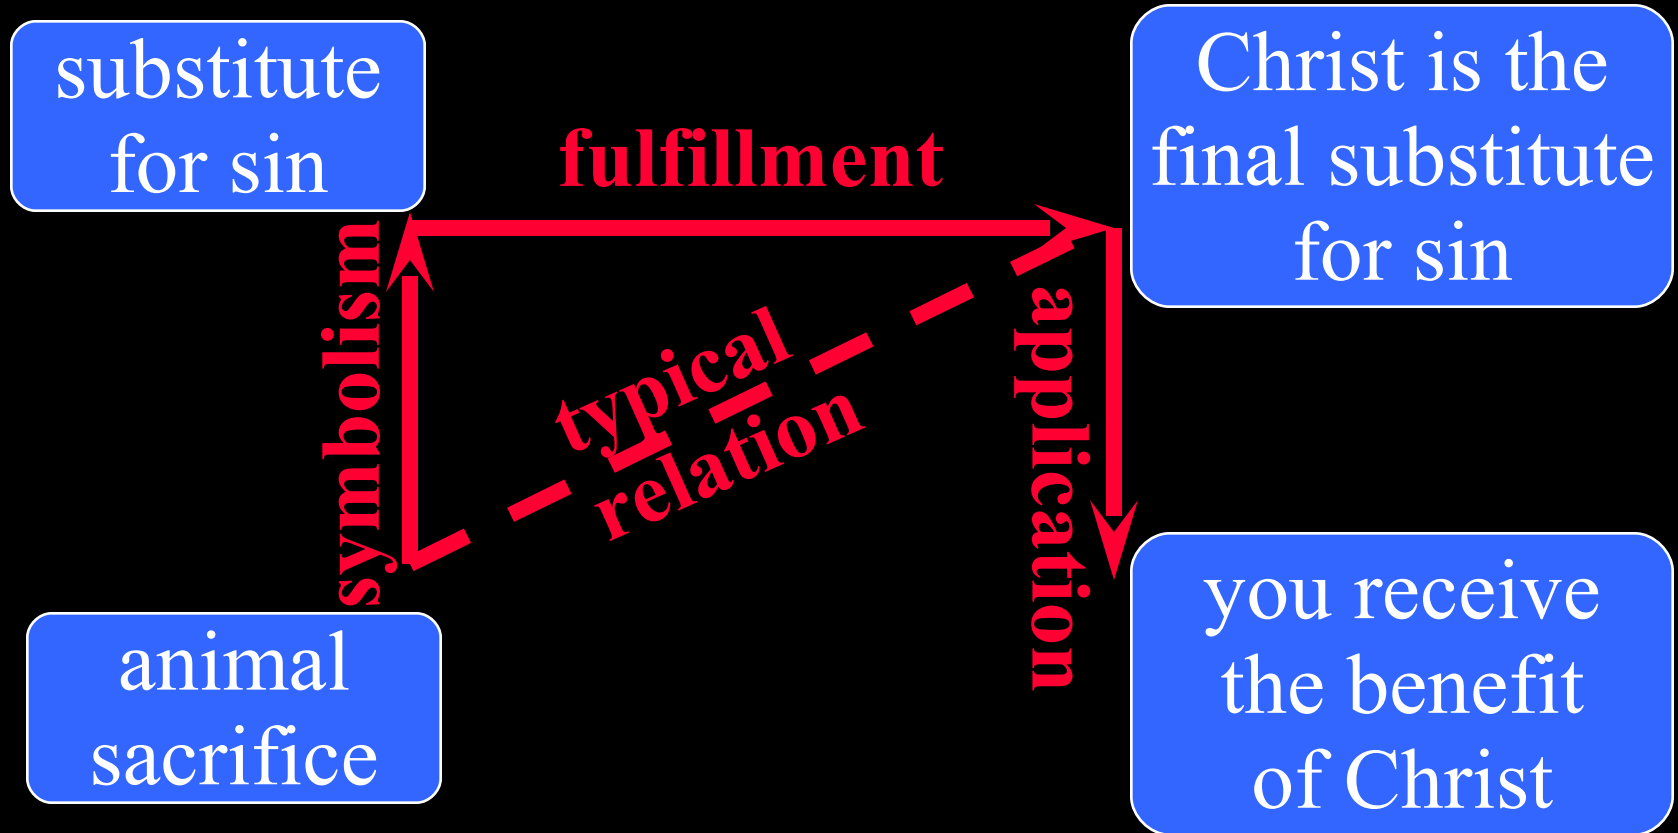 substitute
for sin
fulfillment
Christ is the
final substitute
for sin
symbolism
typical
relation
application
animal
sacrifice
you receive
the benefit
of Christ